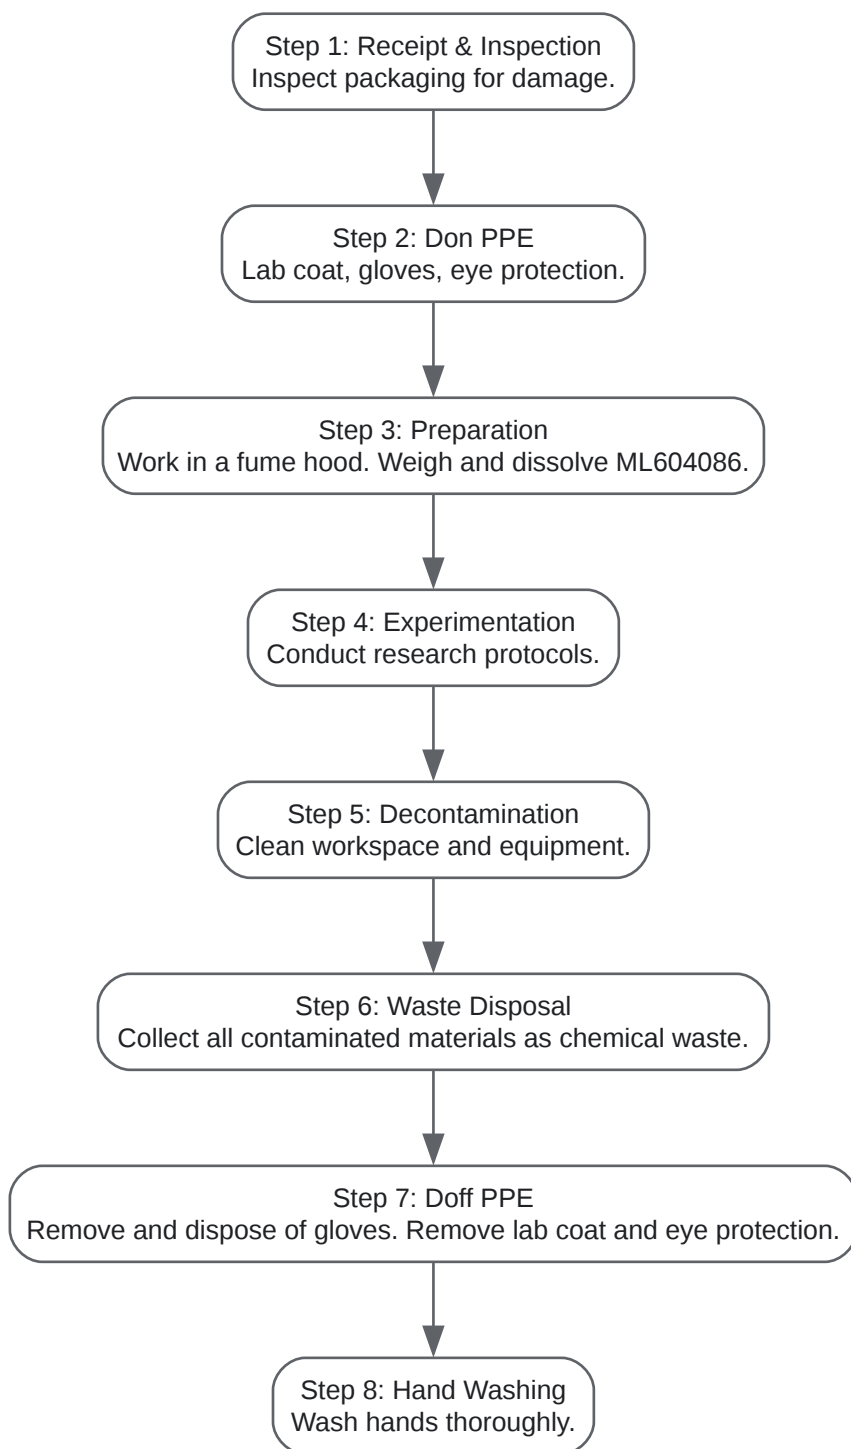 Step 1: Receipt & Inspection
Inspect packaging for damage.
Step 2: Don PPE
Lab coat, gloves, eye protection.
Step 3: Preparation
Work in a fume hood. Weigh and dissolve ML604086.
Step 4: Experimentation
Conduct research protocols.
Step 5: Decontamination
Clean workspace and equipment.
Step 6: Waste Disposal
Collect all contaminated materials as chemical waste.
Step 7: Doff PPE
Remove and dispose of gloves. Remove lab coat and eye protection.
Step 8: Hand Washing
Wash hands thoroughly.